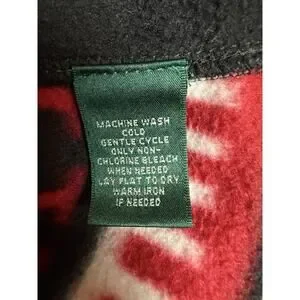 MACHINE WASH
COLD
GENTLE CYCLE
ONLY NON-
CHLORINE BLEACH
WHEN NEEDED
LAY FLAT TO DRY
WARM IRON
IF NEEDED